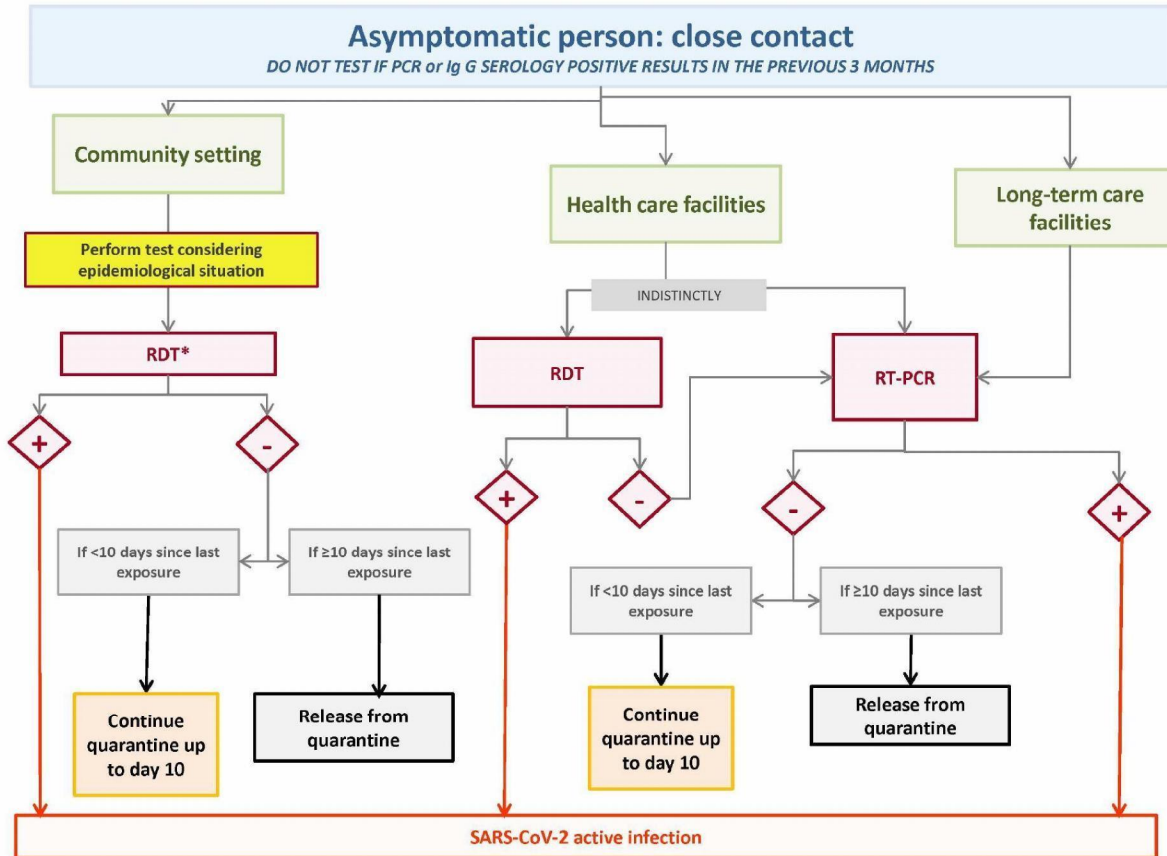 Asymptomatic person: close contact
DO NOT TEST IF PCR or Ig G SEROLOGY POSITIVE RESULTS IN THE PREVIOUS 3 MONTHS
Community setting
Health care facilities
Long-term care
facilities
Perform test considering
epidemiological situation
INDISTINCTLY
RDT*
RDT
RT-PCR
+
-
+
-
-
+
If <10 days since last
exposure
If ≥10 days since last
exposure
If <10 days since last
exposure
If ≥10 days since last
exposure
Continue
quarantine up
to day 10
Release from
quarantine
Continue
quarantine up
to day 10
Release from
quarantine
SARS-CoV-2 active infection